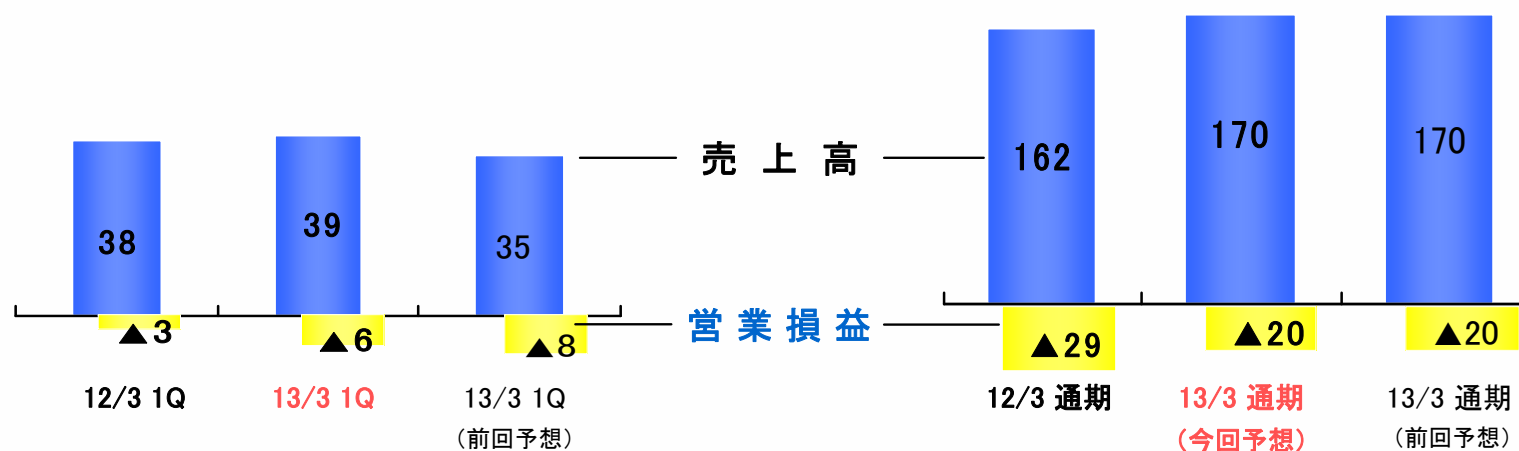 38
39
35
売上高
162
170
170
▲3
▲6
▲8
営業損益
▲29
▲20
▲20
12/3 1Q
13/3 1Q
13/3 1Q
（前回予想）
12/3 通期
13/3 通期
（今回予想）
13/3 通期
（前回予想）